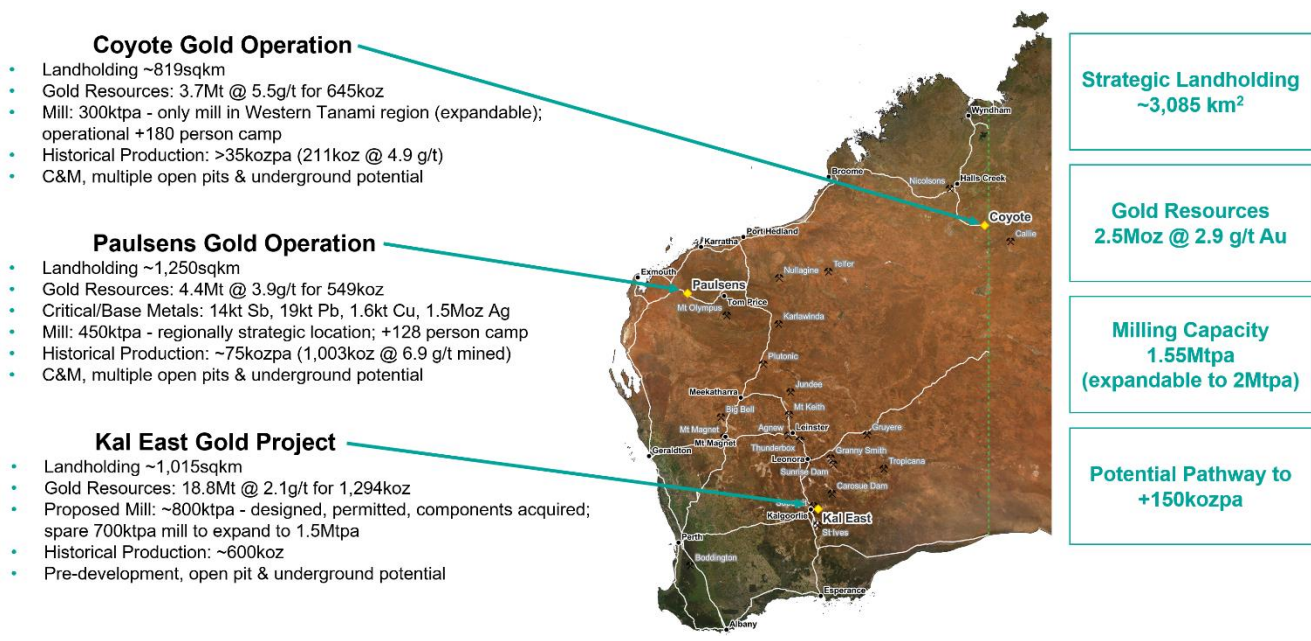 Coyote Gold Operation
• Landholding ~819sqkm
• Gold Resources: 3.7Mt @ 5.5g/t for 645koz
• Mill: 300ktpa - only mill in Western Tanami region (expandable);
operational +180 person camp
• Historical Production: >35kozpa (211koz @ 4.9 g/t)
• C&M, multiple open pits & underground potential
Paulsens Gold Operation
• Landholding ~1,250sqkm
• Gold Resources: 4.4Mt @ 3.9g/t for 549koz
• Critical/Base Metals: 14kt Sb, 19kt Pb, 1.6kt Cu, 1.5Moz Ag
• Mill: 450ktpa - regionally strategic location; +128 person camp
• Historical Production: ~75kozpa (1,003koz @ 6.9 g/t mined)
• C&M, multiple open pits & underground potential
Kal East Gold Project
• Landholding ~1,015sqkm
• Gold Resources: 18.8Mt @ 2.1g/t for 1,294koz
• Proposed Mill: ~800ktpa - designed, permitted, components acquired;
spare 700ktpa mill to expand to 1.5Mtpa
• Historical Production: ~600koz
• Pre-development, open pit & underground potential
Wyndham
Broome
Halls Creek
Nicolsons
Coyote
Callie
Port Hedland
Karratha
Exmouth
Nullagine
Telfer
Paulsens
Tom Price
Mt Olympus
Karlawinda
Plutonic
Meekatharra
Jundee
Big Bell
Mt Keith
Mt Magnet
Mt Magnet
Agnew
Leinster
Gruyere
Geraldton
Thunderbox
Leonora
Granny Smith
Sunrise Dam
Tropicana
Carosue Dam
Kalgoorlie
Kal East
St Ives
Perth
Boddington
Esperance
Albany
Strategic Landholding
~3,085 km²
Gold Resources
2.5Moz @ 2.9 g/t Au
Milling Capacity
1.55Mtpa
(expandable to 2Mtpa)
Potential Pathway to
+150kozpa